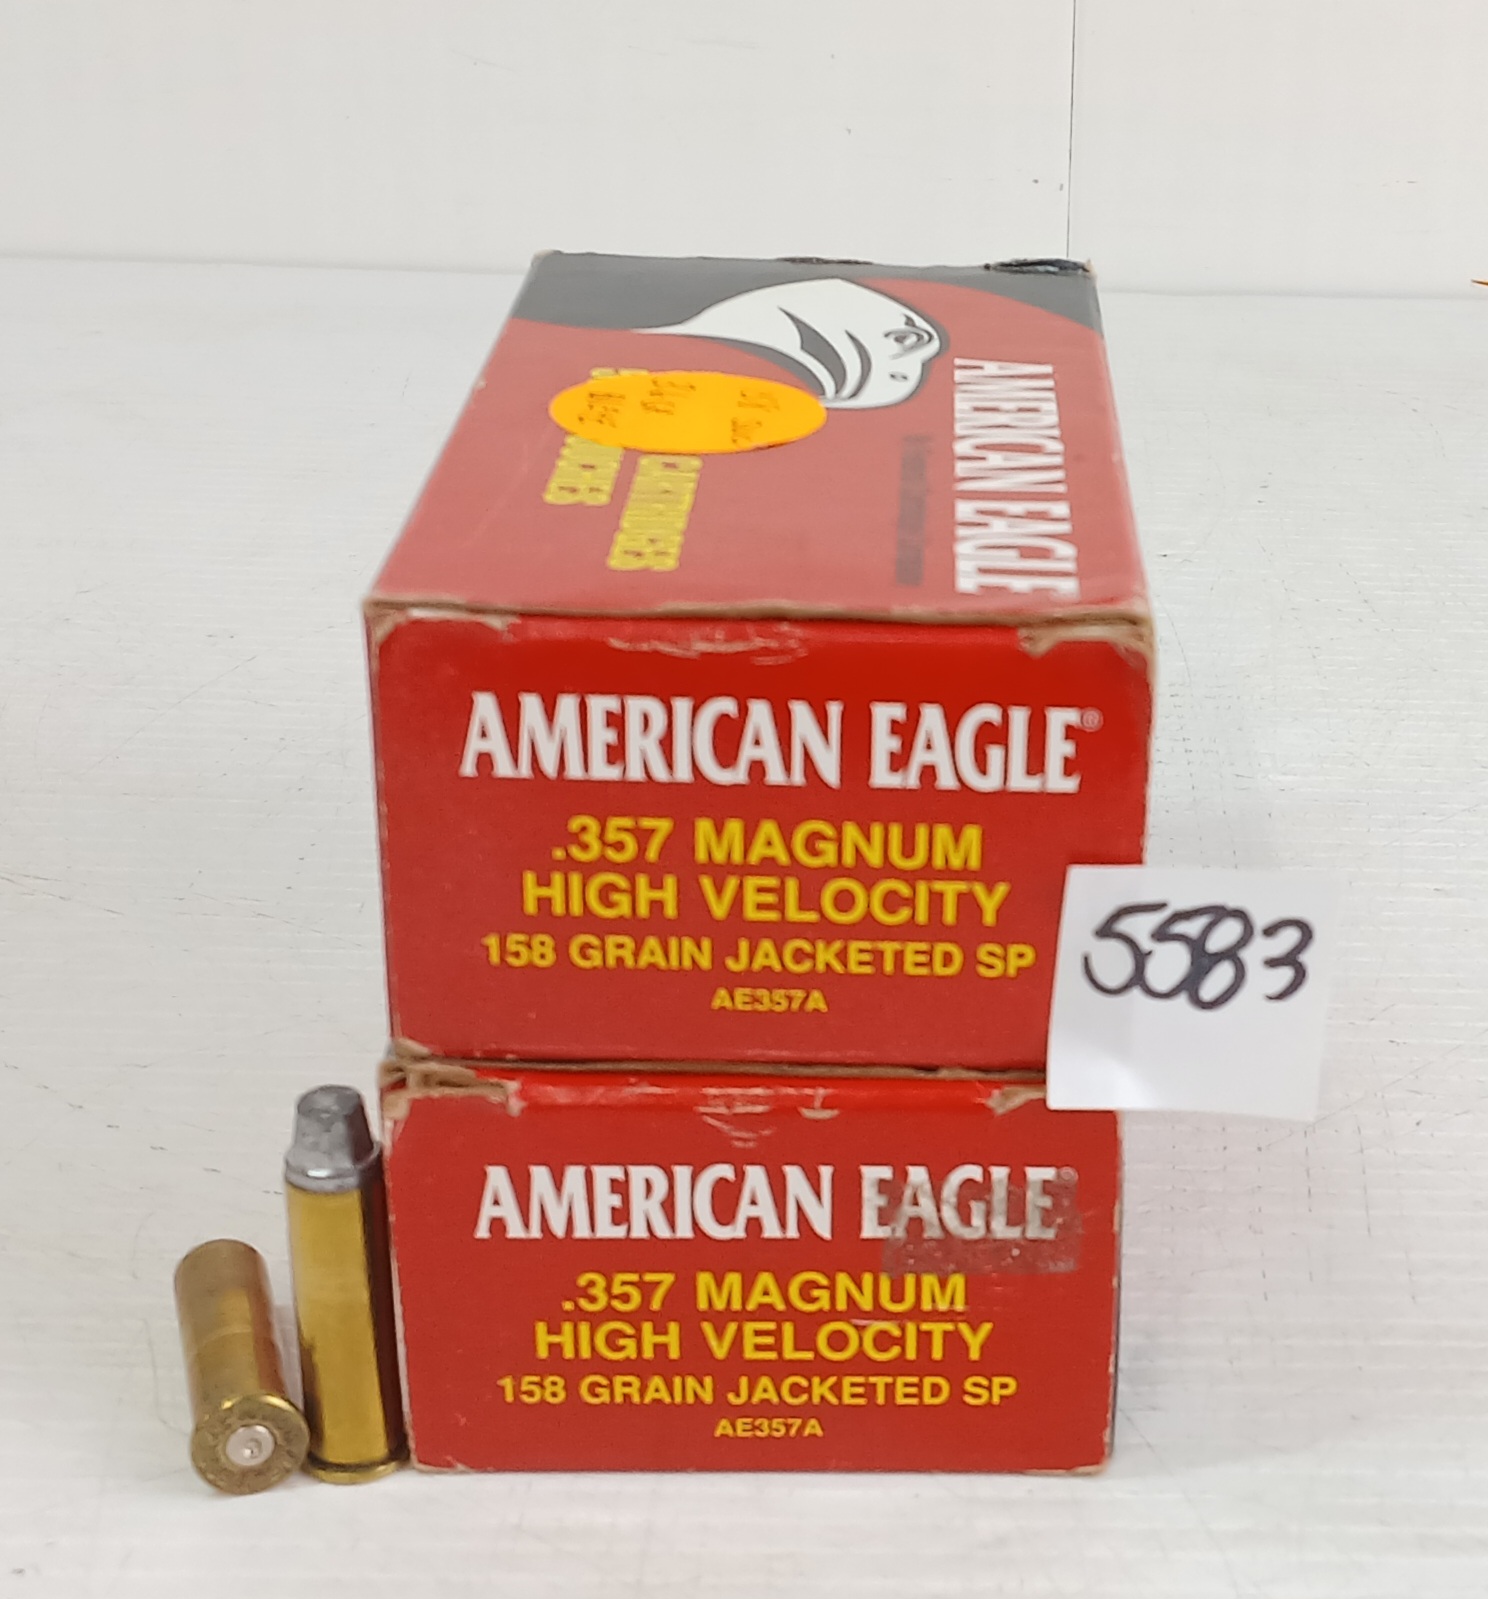 AMERICAN EAGLE
CARTRIDGES
AMERICAN EAGLE®
.357 MAGNUM
HIGH VELOCITY
158 GRAIN JACKETED SP
AE357A
5583
AMERICAN EAGLE®
.357 MAGNUM
HIGH VELOCITY
158 GRAIN JACKETED SP
AE357A